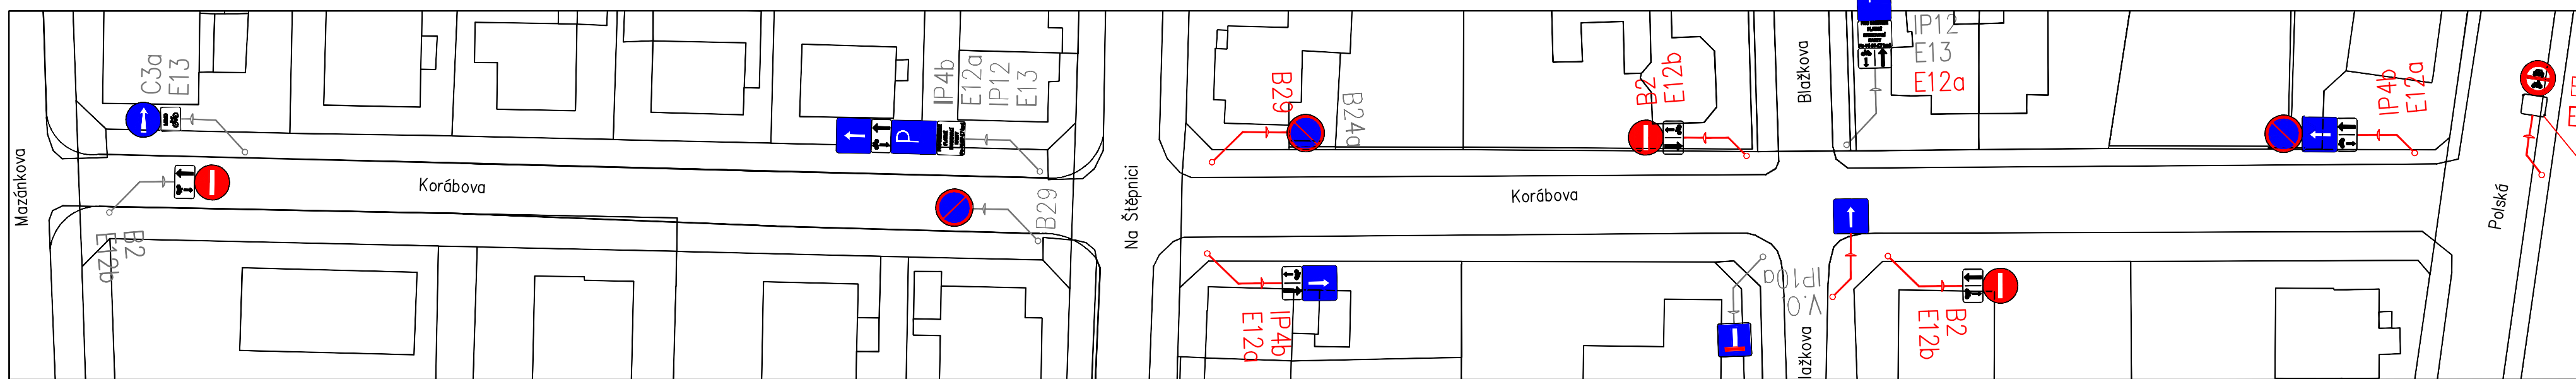 C3a
E13
Mazánkova
B2
E12b
Korábova
IP4b
E12a
IP12
E13
P
B29
Na Štěpnici
B29
B24a
B2
E12b
Korábova
IP4b
E12a
Blažkova
IP12
E13
E12a
IP10a
V.O.
B2
E12b
IP4b
E12a
Polská